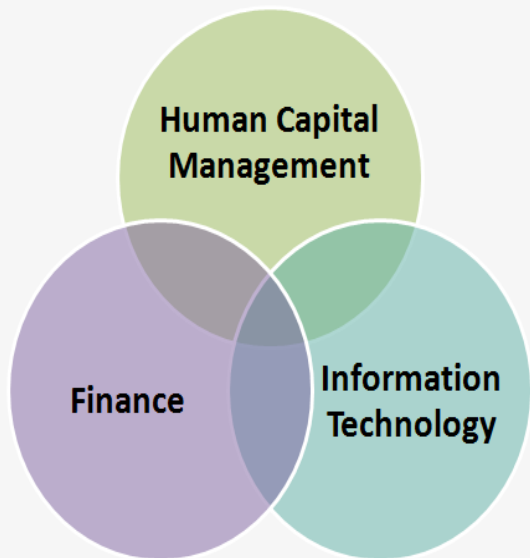 Human Capital
Management
Finance
Information
Technology